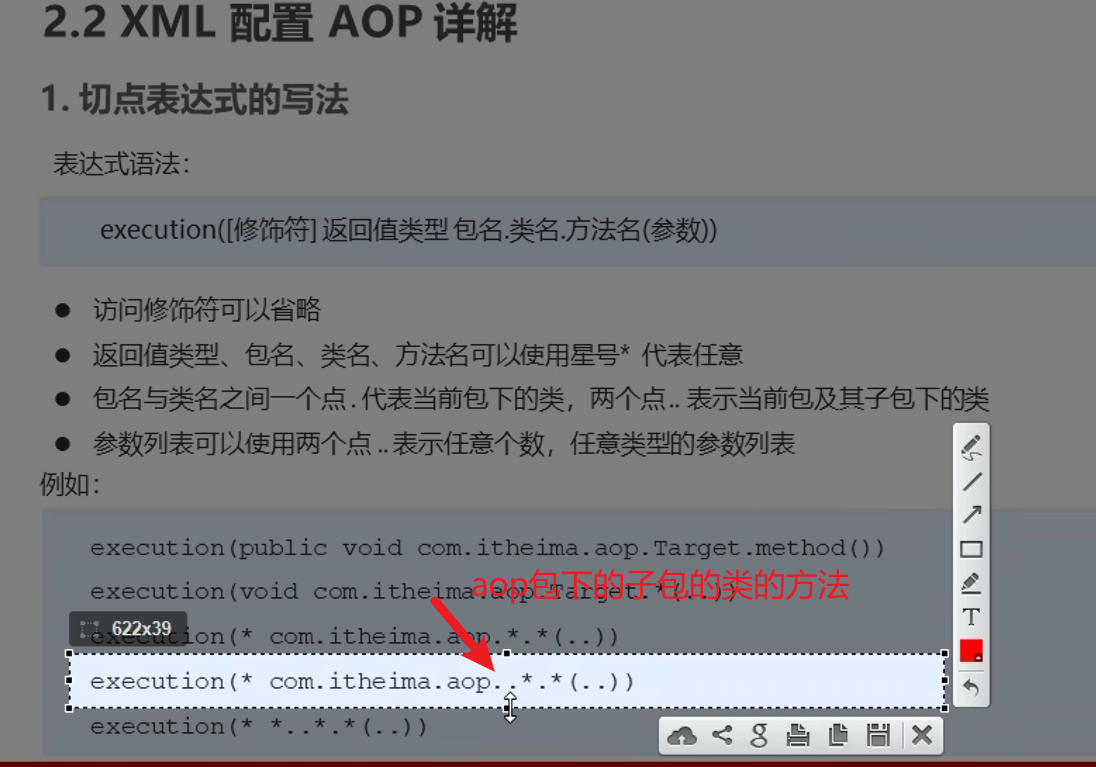 2.2 XML 配置 AOP 详解
1. 切点表达式的写法
表达式语法：
execution([修饰符] 返回值类型 包名.类名.方法名(参数))
● 访问修饰符可以省略
● 返回值类型、包名、类名、方法名可以使用星号* 代表任意
● 包名与类名之间一个点 . 代表当前包下的类，两个点 .. 表示当前包及其子包下的类
● 参数列表可以使用两个点 .. 表示任意个数，任意类型的参数列表
例如：
execution(public void com.itheima.aop.Target.method())
aop包下的子包的类的方法
execution(void com.itheima.aop.Target.*(..))
622x39
execution(* com.itheima.aop.*.*(..))
execution(* com.itheima.aop..*.*(..))
execution(* *..*.*(..))
T
g